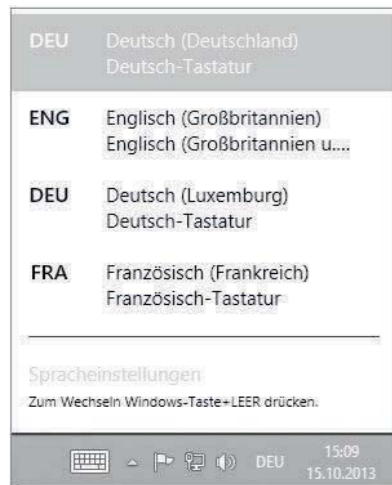 DEU Deutsch (Deutschland)
Deutsch-Tastatur
ENG Englisch (Großbritannien)
Englisch (Großbritannien u....
DEU Deutsch (Luxemburg)
Deutsch-Tastatur
FRA Französisch (Frankreich)
Französisch-Tastatur
Spracheinstellungen
Zum Wechseln Windows-Taste+LEER drücken.
DEU 15:09
15.10.2013